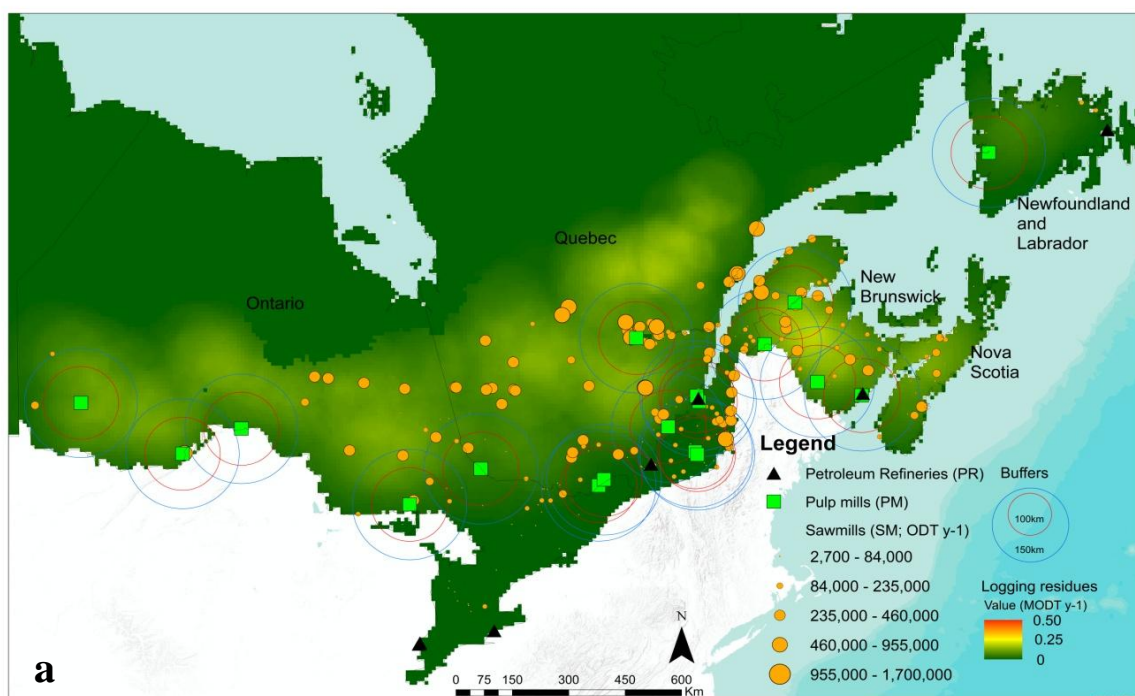 Newfoundland
and
Labrador
Quebec
New
Brunswick
Ontario
Nova
Scotia
Legend
Petroleum Refineries (PR)
Pulp mills (PM)
Sawmills (SM; ODT y-1)
2,700 - 84,000
84,000 - 235,000
235,000 - 460,000
460,000 - 955,000
955,000 - 1,700,000
Buffers
100km
150km
Logging residues
Value (MODT y-1)
0.50
0.25
0
N
0 75 150 300 450 600
Km
a